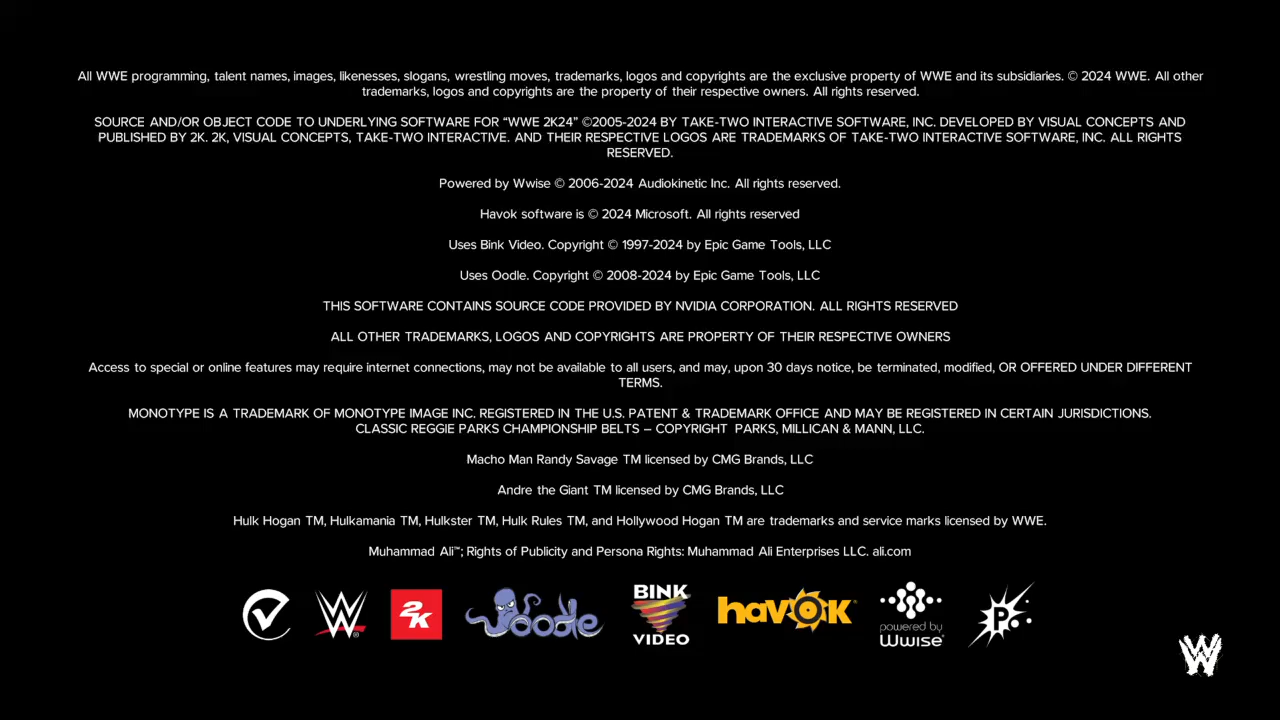 All WWE programming, talent names, images, likenesses, slogans, wrestling moves, trademarks, logos and copyrights are the exclusive property of WWE and its subsidiaries. © 2024 WWE. All other
trademarks, logos and copyrights are the property of their respective owners. All rights reserved.
SOURCE AND/OR OBJECT CODE TO UNDERLYING SOFTWARE FOR “WWE 2K24” ©2005-2024 BY TAKE-TWO INTERACTIVE SOFTWARE, INC. DEVELOPED BY VISUAL CONCEPTS AND
PUBLISHED BY 2K. 2K, VISUAL CONCEPTS, TAKE-TWO INTERACTIVE. AND THEIR RESPECTIVE LOGOS ARE TRADEMARKS OF TAKE-TWO INTERACTIVE SOFTWARE, INC. ALL RIGHTS
RESERVED.
Powered by Wwise © 2006-2024 Audiokinetic Inc. All rights reserved.
Havok software is © 2024 Microsoft. All rights reserved
Uses Bink Video. Copyright © 1997-2024 by Epic Game Tools, LLC
Uses Oodle. Copyright © 2008-2024 by Epic Game Tools, LLC
THIS SOFTWARE CONTAINS SOURCE CODE PROVIDED BY NVIDIA CORPORATION. ALL RIGHTS RESERVED
ALL OTHER TRADEMARKS, LOGOS AND COPYRIGHTS ARE PROPERTY OF THEIR RESPECTIVE OWNERS
Access to special or online features may require internet connections, may not be available to all users, and may, upon 30 days notice, be terminated, modified, OR OFFERED UNDER DIFFERENT
TERMS.
MONOTYPE IS A TRADEMARK OF MONOTYPE IMAGE INC. REGISTERED IN THE U.S. PATENT & TRADEMARK OFFICE AND MAY BE REGISTERED IN CERTAIN JURISDICTIONS.
CLASSIC REGGIE PARKS CHAMPIONSHIP BELTS – COPYRIGHT PARKS, MILLICAN & MANN, LLC.
Macho Man Randy Savage TM licensed by CMG Brands, LLC
Andre the Giant TM licensed by CMG Brands, LLC
Hulk Hogan TM, Hulkamania TM, Hulkster TM, Hulk Rules TM, and Hollywood Hogan TM are trademarks and service marks licensed by WWE.
Muhammad Ali™; Rights of Publicity and Persona Rights: Muhammad Ali Enterprises LLC. ali.com
W ® 2K oodle BINK VIDEO havok® powered by Wwise® P
W